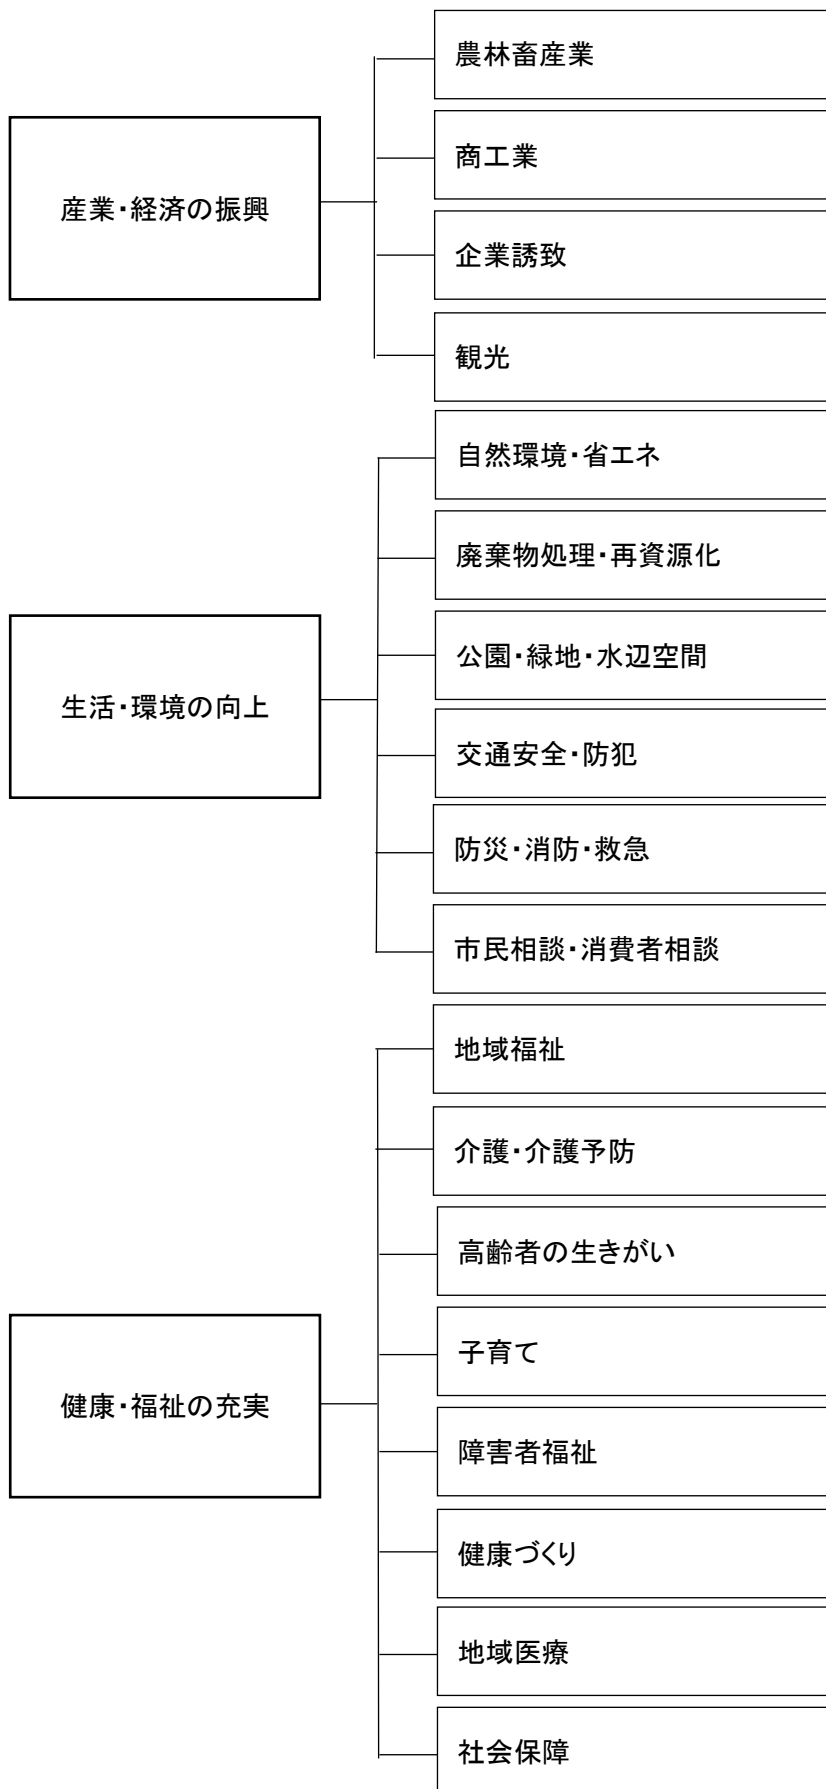 産業・経済の振興
農林畜産業
商工業
企業誘致
観光
生活・環境の向上
自然環境・省エネ
廃棄物処理・再資源化
公園・緑地・水辺空間
交通安全・防犯
防災・消防・救急
市民相談・消費者相談
健康・福祉の充実
地域福祉
介護・介護予防
高齢者の生きがい
子育て
障害者福祉
健康づくり
地域医療
社会保障